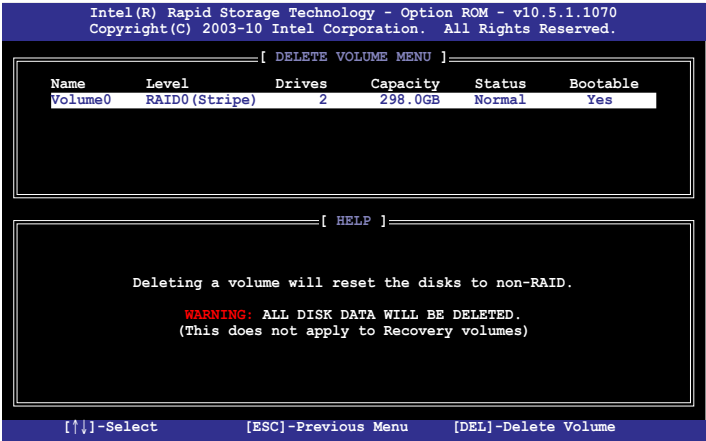 Intel(R) Rapid Storage Technology - Option ROM - v10.5.1.1070
Copyright(C) 2003-10 Intel Corporation. All Rights Reserved.
[ DELETE VOLUME MENU ]
Name Level Drives Capacity Status Bootable
Volume0 RAID0(Stripe) 2 298.0GB Normal Yes
[ HELP ]
Deleting a volume will reset the disks to non-RAID.
WARNING: ALL DISK DATA WILL BE DELETED.
(This does not apply to Recovery volumes)
[↑↓]-Select [ESC]-Previous Menu [DEL]-Delete Volume